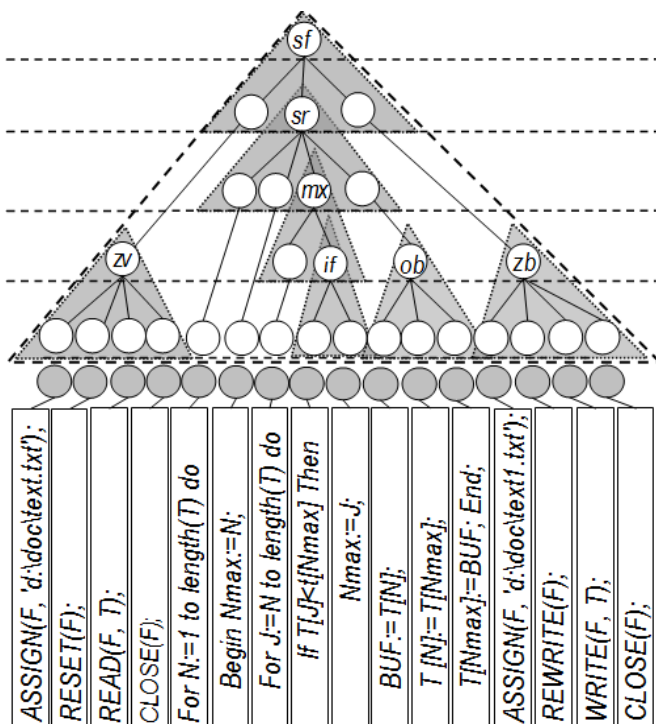 sf
sr
mx
zv
if
ob
zb
ASSIGN(F, 'd:\doc\text.txt');
RESET(F);
READ(F, T);
CLOSE(F);
For N:=1 to length(T) do
Begin Nmax:=N;
For J:=N to length(T) do
If T[J]<t[Nmax] Then
Nmax:=J;
BUF:=T[N];
T [N]:=T[Nmax];
T[Nmax]:=BUF; End;
ASSIGN(F, 'd:\doc\text1.txt');
REWRITE(F);
WRITE(F, T);
CLOSE(F);